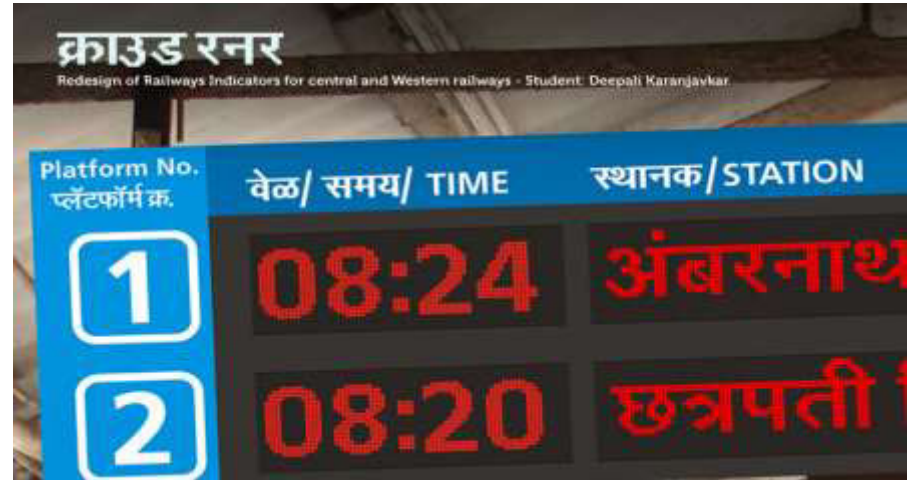 क्राउड रनर
Redesign of Railways Indicators for central and Western railways - Student: Deepali Karanjavkar
Platform No.
प्लॅटफॉर्म क्र.
वेळ/ समय/ TIME
स्थानक/STATION
1
08:24
अंबरनाथ
2
08:20
छत्रपती